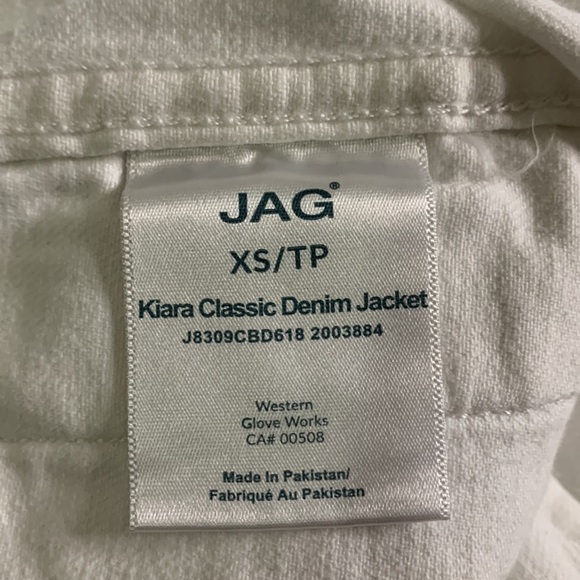 JAG®
XS/TP
Kiara Classic Denim Jacket
J8309CBD618 2003884
Western
Glove Works
CA# 00508
Made In Pakistan/
Fabriqué Au Pakistan